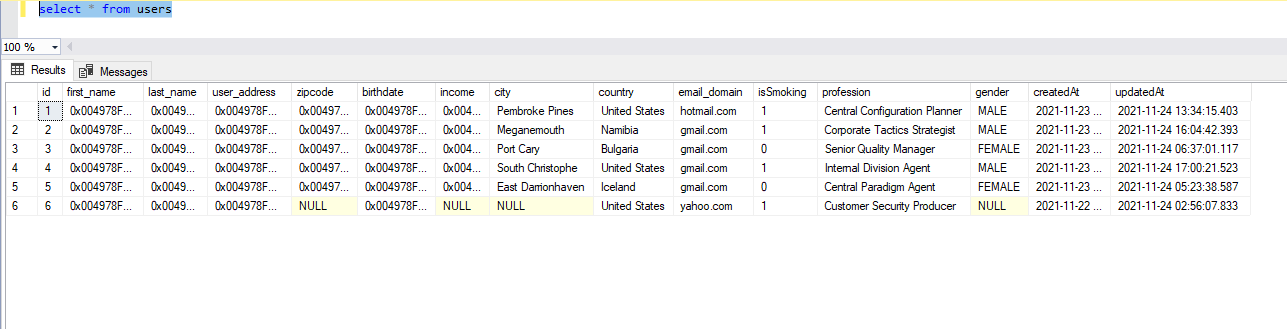 select * from users
100 %
Results Messages
id first_name last_name user_address zipcode birthdate income city country email_domain isSmoking profession gender createdAt updatedAt
1 1 0x004978F... 0x0049... 0x004978F... 0x00497... 0x004978F... 0x004... Pembroke Pines United States hotmail.com 1 Central Configuration Planner MALE 2021-11-23 ... 2021-11-24 13:34:15.403
2 2 0x004978F... 0x0049... 0x004978F... 0x00497... 0x004978F... 0x004... Meganemouth Namibia gmail.com 1 Corporate Tactics Strategist MALE 2021-11-23 ... 2021-11-24 16:04:42.393
3 3 0x004978F... 0x0049... 0x004978F... 0x00497... 0x004978F... 0x004... Port Cary Bulgaria gmail.com 0 Senior Quality Manager FEMALE 2021-11-23 ... 2021-11-24 06:37:01.117
4 4 0x004978F... 0x0049... 0x004978F... 0x00497... 0x004978F... 0x004... South Christophe United States gmail.com 1 Internal Division Agent MALE 2021-11-23 ... 2021-11-24 17:00:21.523
5 5 0x004978F... 0x0049... 0x004978F... 0x00497... 0x004978F... 0x004... East Darrionhaven Iceland gmail.com 0 Central Paradigm Agent FEMALE 2021-11-23 ... 2021-11-24 05:23:38.587
6 6 0x004978F... 0x0049... 0x004978F... NULL 0x004978F... NULL NULL United States yahoo.com 1 Customer Security Producer NULL 2021-11-22 ... 2021-11-24 02:56:07.833